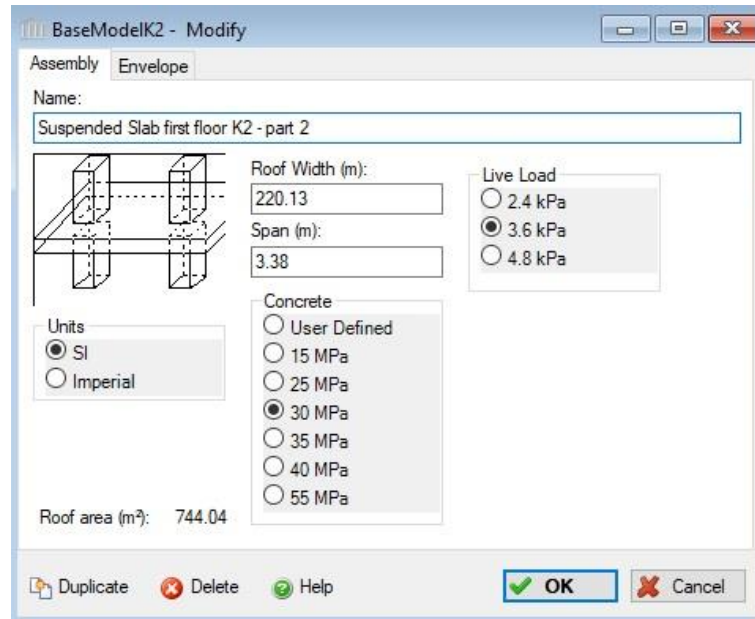 BaseModelK2 - Modify
Assembly
Envelope
Name:
Suspended Slab first floor K2 - part 2
Roof Width (m):
220.13
Span (m):
3.38
Live Load
2.4 kPa
3.6 kPa
4.8 kPa
Units
SI
Imperial
Concrete
User Defined
15 MPa
25 MPa
30 MPa
35 MPa
40 MPa
55 MPa
Roof area (m²): 744.04
Duplicate
Delete
Help
OK
Cancel